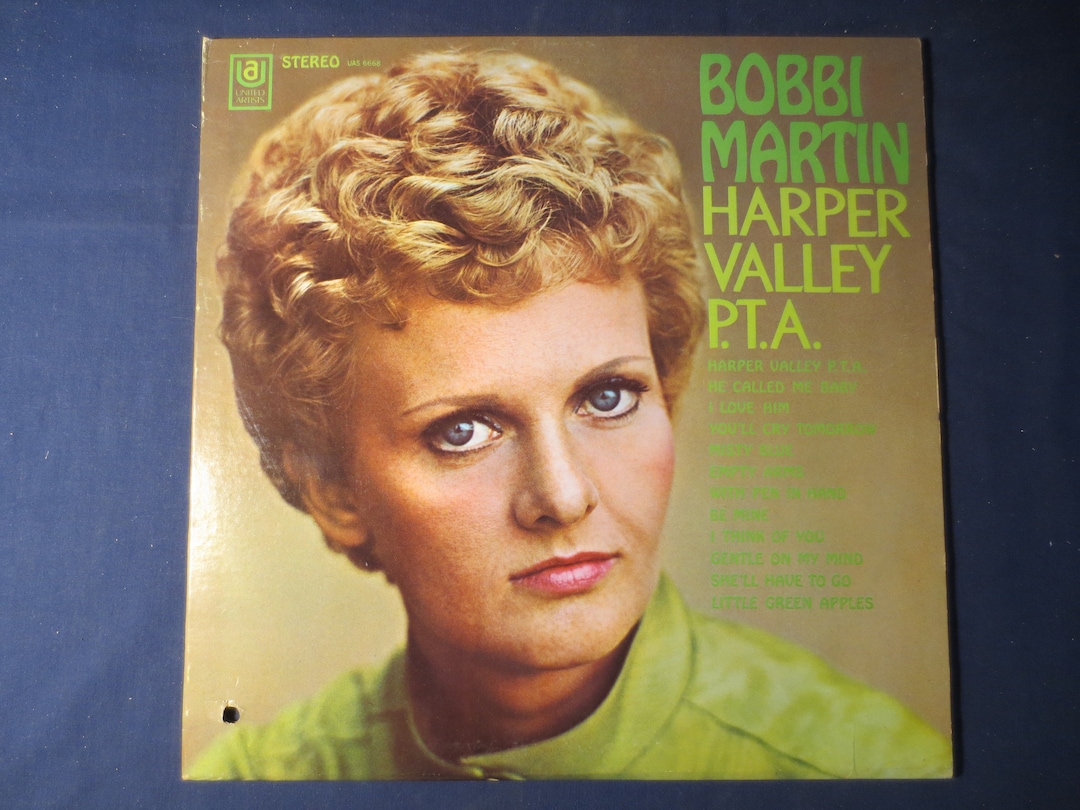 ua
UNITED
ARTISTS
STEREO UAS 6668
BOBBI
MARTIN
HARPER
VALLEY
P.T.A.
HARPER VALLEY P.T.A.
HE CALLED ME BABY
I LOVE HIM
YOU'LL CRY TOMORROW
EMPTY ARMS
WITH PEN IN HAND
BE MINE
I THINK OF YOU
GENTLE ON MY MIND
SHE'LL HAVE TO GO
LITTLE GREEN APPLES